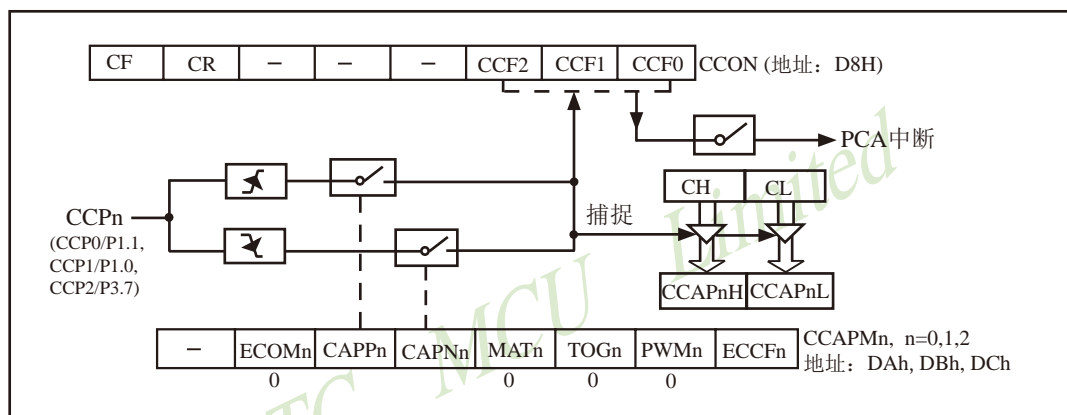 CF CR – – – CCF2 CCF1 CCF0 CCON (地址：D8H)
PCA中断
CH CL
CCPn
(CCP0/P1.1,
CCP1/P1.0,
CCP2/P3.7)
捕捉
CCAPnH CCAPnL
– ECOMn CAPPn CAPNn MATn TOGn PWMn ECCFn
CCAPMn, n=0,1,2
地址：DAh, DBh, DCh
0 0 0 0
MCU Limited